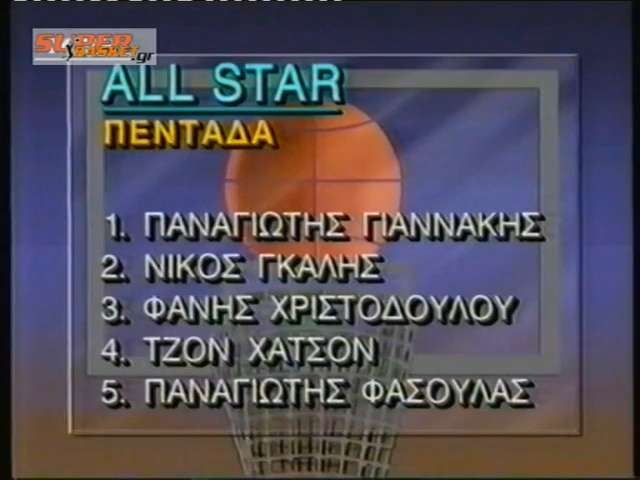 SUPER
BASKET.gr
ALL STAR
ΠΕΝΤΑΔΑ
1. ΠΑΝΑΓΙΩΤΗΣ ΓΙΑΝΝΑΚΗΣ
2. ΝΙΚΟΣ ΓΚΑΛΗΣ
3. ΦΑΝΗΣ ΧΡΙΣΤΟΔΟΥΛΟΥ
4. ΤΖΟΝ ΧΑΤΣΟΝ
5. ΠΑΝΑΓΙΩΤΗΣ ΦΑΣΟΥΛΑΣ